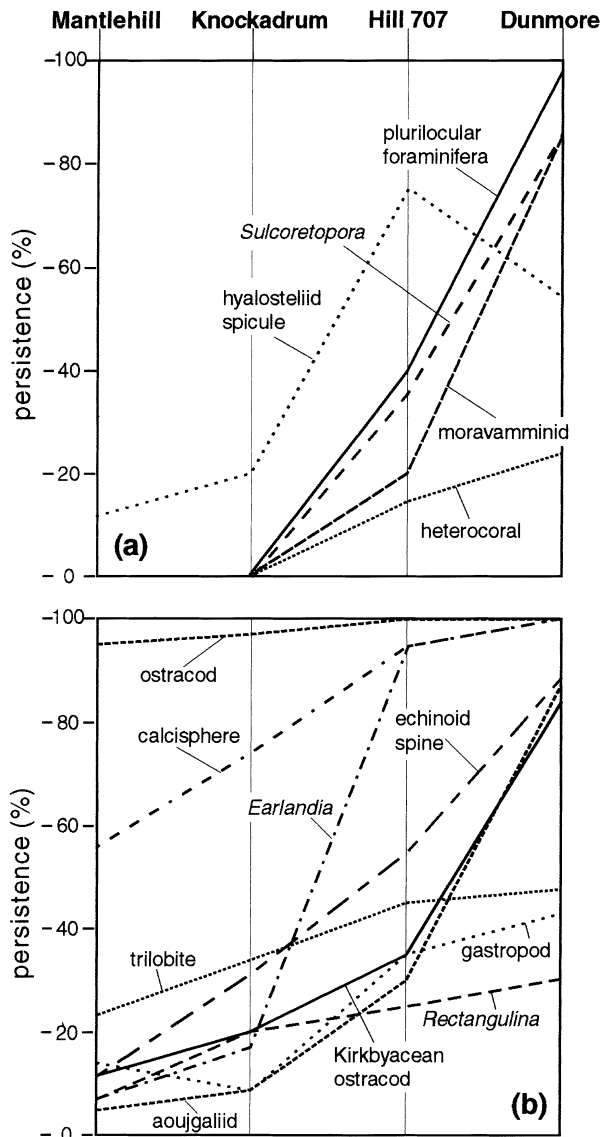 Mantlehill Knockadrum Hill 707 Dunmore
100
plurilocular
foraminifera
80
Sulcoretopora
60
hyalosteliid
spicule
persistence (%)
40
moravamminid
20
(a)
heterocoral
0
100
ostracod
echinoid
spine
calcisphere
80
Earlandia
persistence (%)
60
40
trilobite
gastropod
20
Rectangulina
Kirkbyacean
ostracod
aoujgaliid
(b)
0